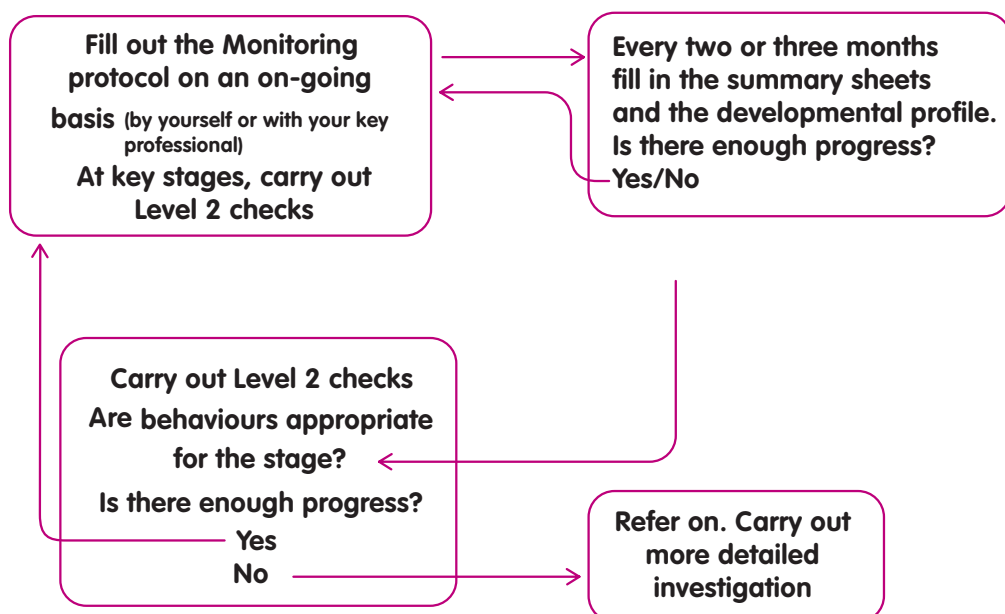 Fill out the Monitoring
protocol on an on-going
basis (by yourself or with your key
professional)
At key stages, carry out
Level 2 checks
Every two or three months
fill in the summary sheets
and the developmental profile.
Is there enough progress?
Yes/No
Carry out Level 2 checks
Are behaviours appropriate
for the stage?
Is there enough progress?
Yes
No
Refer on. Carry out
more detailed
investigation